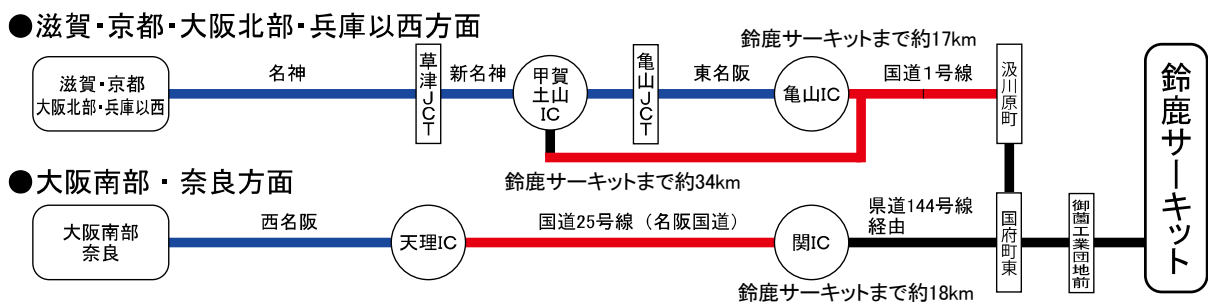 ●滋賀・京都・大阪北部・兵庫以西方面
鈴鹿サーキットまで約17km
滋賀・京都
大阪北部・兵庫以西
名神
草津JCT
新名神
甲賀
土山
IC
亀山JCT
東名阪
亀山IC
国道1号線
汲川原町
鈴鹿サーキット
鈴鹿サーキットまで約34km
●大阪南部・奈良方面
大阪南部
奈良
西名阪
天理IC
国道25号線（名阪国道）
関IC
県道144号線
経由
国府町東
御薗工業団地前
鈴鹿サーキットまで約18km